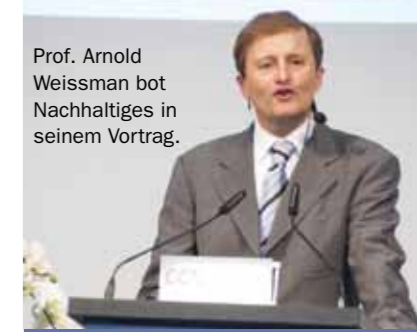 Prof. Arnold
Weissman bot
Nachhaltiges in
seinem Vortrag.